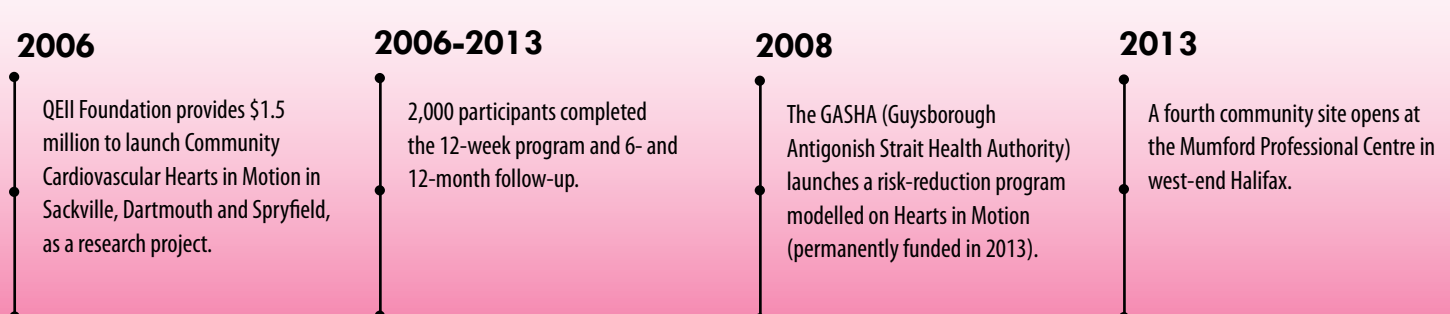 2006
QEII Foundation provides $1.5
million to launch Community
Cardiovascular Hearts in Motion in
Sackville, Dartmouth and Spryfield,
as a research project.
2006-2013
2,000 participants completed
the 12-week program and 6- and
12-month follow-up.
2008
The GASHA (Guysborough
Antigonish Strait Health Authority)
launches a risk-reduction program
modelled on Hearts in Motion
(permanently funded in 2013).
2013
A fourth community site opens at
the Mumford Professional Centre in
west-end Halifax.